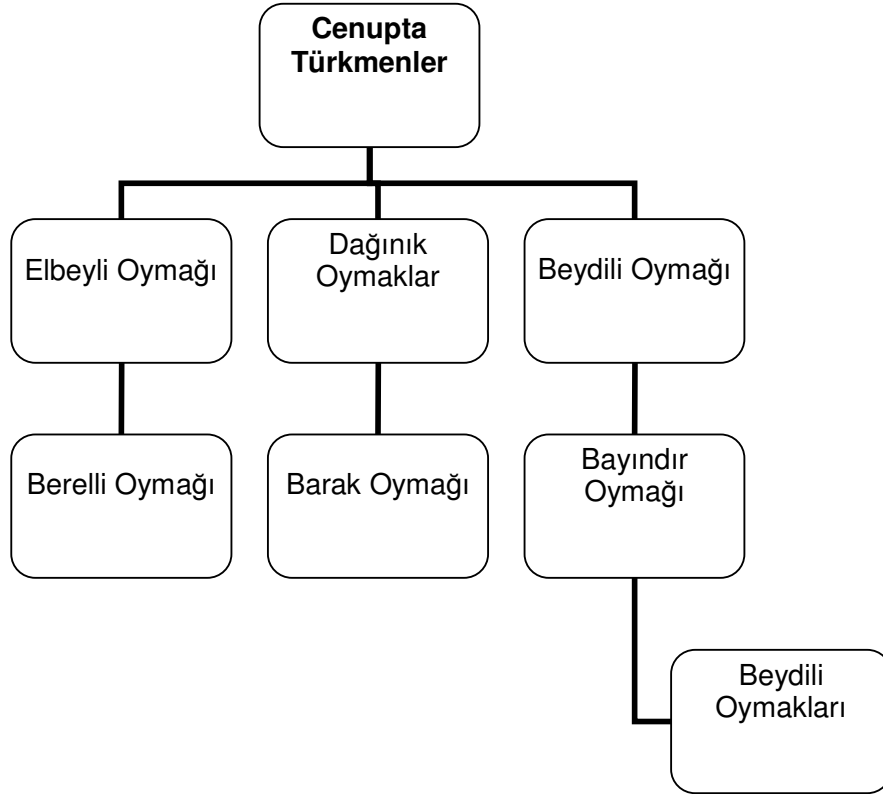 Cenupta
Türkmenler
Elbeyli Oymağı
Dağınık
Oymaklar
Beydili Oymağı
Berelli Oymağı
Barak Oymağı
Bayındır
Oymağı
Beydili
Oymakları